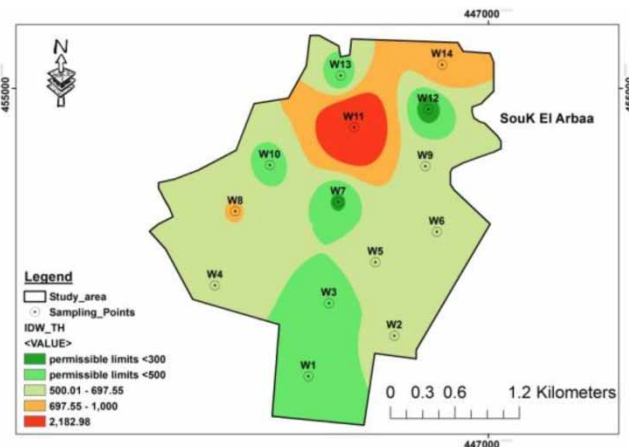 447000
N
455000
455000
W14
W13
W12
W11
SouK El Arbaa
W10
W9
W7
W8
W6
W5
W4
W3
W2
W1
Legend
Study_area
Sampling_Points
IDW_TH
<VALUE>
permissible limits <300
permissible limits <500
500.01 - 697.55
697.55 - 1,000
2,182.98
0 0.3 0.6 1.2 Kilometers
447000